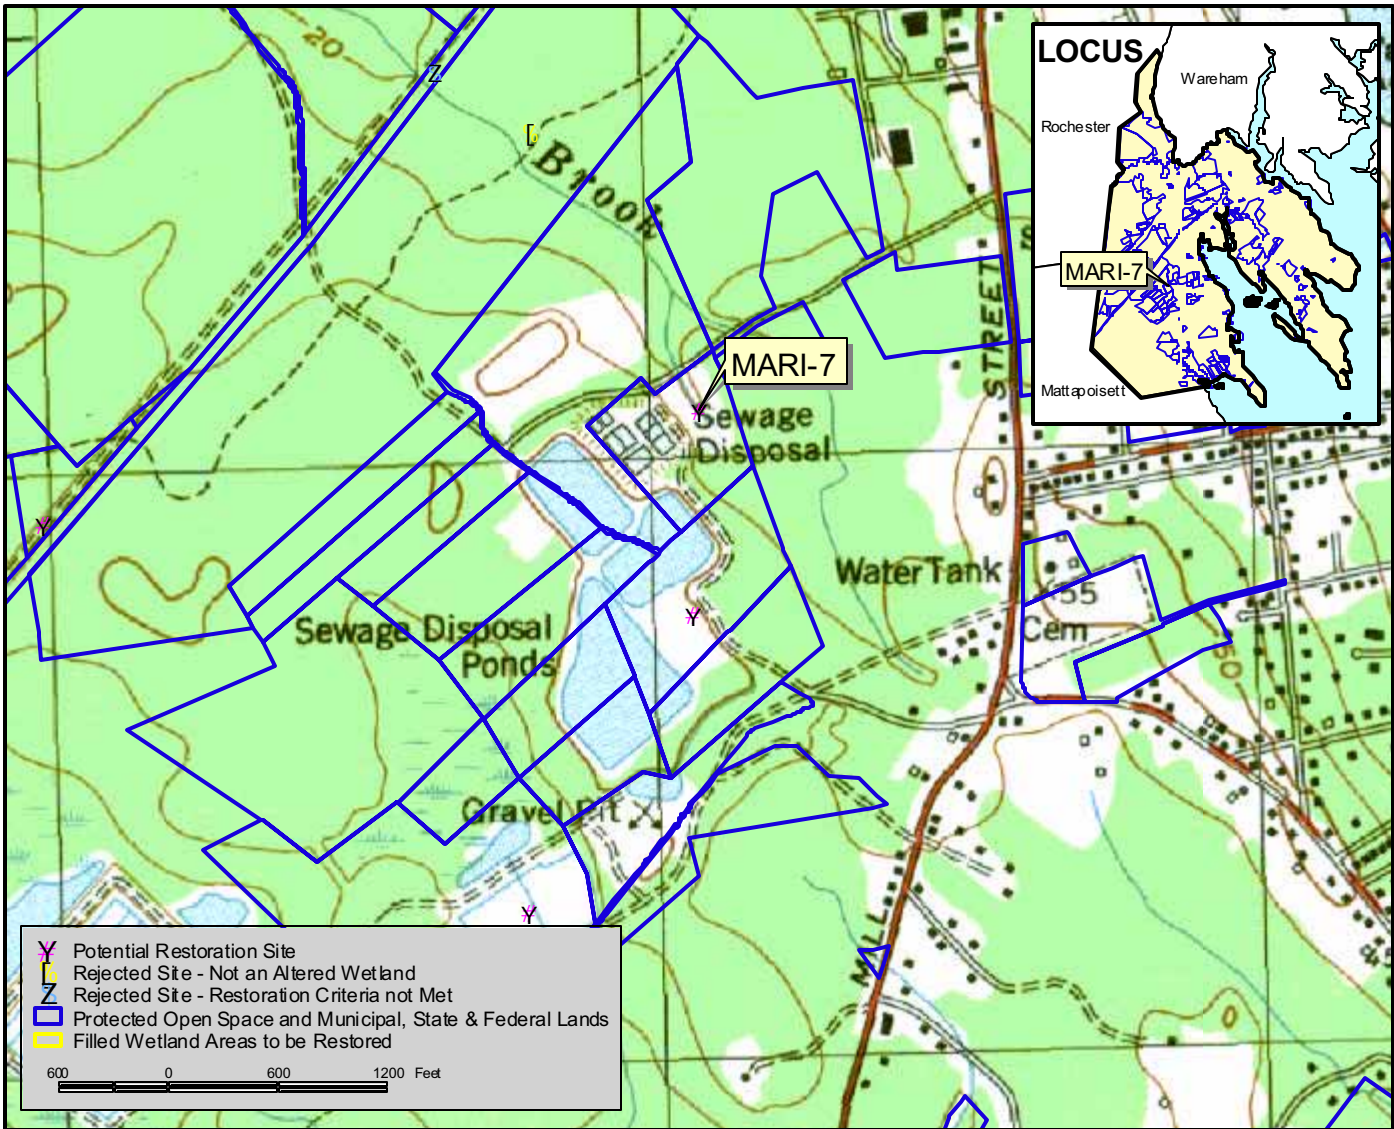 20
Z
[
Brook
LOCUS
Wareham
Rochester
MARI-7
Mattapoisett
STREET
MARI-7
Sewage
Disposal
Y
Water Tank
55
Cem
Sewage Disposal
Ponds
Y
50
Gravel Pit
Y
MILL
Y Potential Restoration Site
[ Rejected Site - Not an Altered Wetland
Z Rejected Site - Restoration Criteria not Met
Protected Open Space and Municipal, State & Federal Lands
Filled Wetland Areas to be Restored
600 0 600 1200 Feet